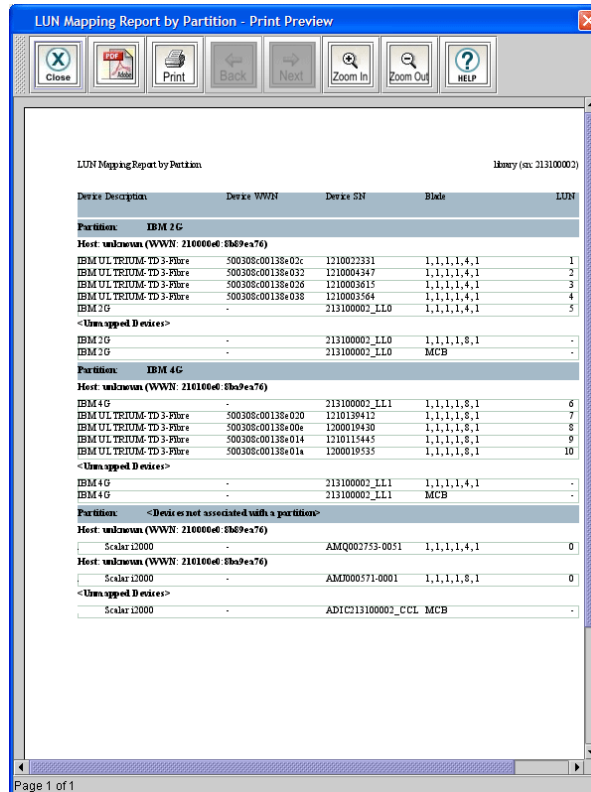 LUN Mapping Report by Partition - Print Preview
Close PDF Adobe Print Back Next Zoom In Zoom Out HELP
LUN Mapping Report by Partition library (sn: 213100002)
Device Description Device WWN Device SN Blade LUN
Partition: IBM 2G
Host: unknown (WWN: 210000e0:8b89ea76)
IBM ULTRIUM-TD3-Fibre 500308c00138e02c 1210022331 1,1,1,1,4,1 1
IBM ULTRIUM-TD3-Fibre 500308c00138e032 1210004347 1,1,1,1,4,1 2
IBM ULTRIUM-TD3-Fibre 500308c00138e026 1210003615 1,1,1,1,4,1 3
IBM ULTRIUM-TD3-Fibre 500308c00138e038 1210003564 1,1,1,1,4,1 4
IBM 2G - 213100002_LL0 1,1,1,1,4,1 5
<Unmapped Devices>
IBM 2G - 213100002_LL0 1,1,1,1,8,1 -
IBM 2G - 213100002_LL0 MCB -
Partition: IBM 4G
Host: unknown (WWN: 210100e0:8ba9ea76)
IBM 4G - 213100002_LL1 1,1,1,1,8,1 6
IBM ULTRIUM-TD3-Fibre 500308c00138e020 1210139412 1,1,1,1,8,1 7
IBM ULTRIUM-TD3-Fibre 500308c00138e00e 1200019430 1,1,1,1,8,1 8
IBM ULTRIUM-TD3-Fibre 500308c00138e014 1210115445 1,1,1,1,8,1 9
IBM ULTRIUM-TD3-Fibre 500308c00138e01a 1200019535 1,1,1,1,8,1 10
<Unmapped Devices>
IBM 4G - 213100002_LL1 1,1,1,1,4,1 -
IBM 4G - 213100002_LL1 MCB -
Partition: <Devices not associated with a partition>
Host: unknown (WWN: 210000e0:8b89ea76)
Scalar i2000 - AMQ002753-0051 1,1,1,1,4,1 0
Host: unknown (WWN: 210100e0:8ba9ea76)
Scalar i2000 - AMJ000571-0001 1,1,1,1,8,1 0
<Unmapped Devices>
Scalar i2000 - ADIC213100002_CCL MCB -
Page 1 of 1